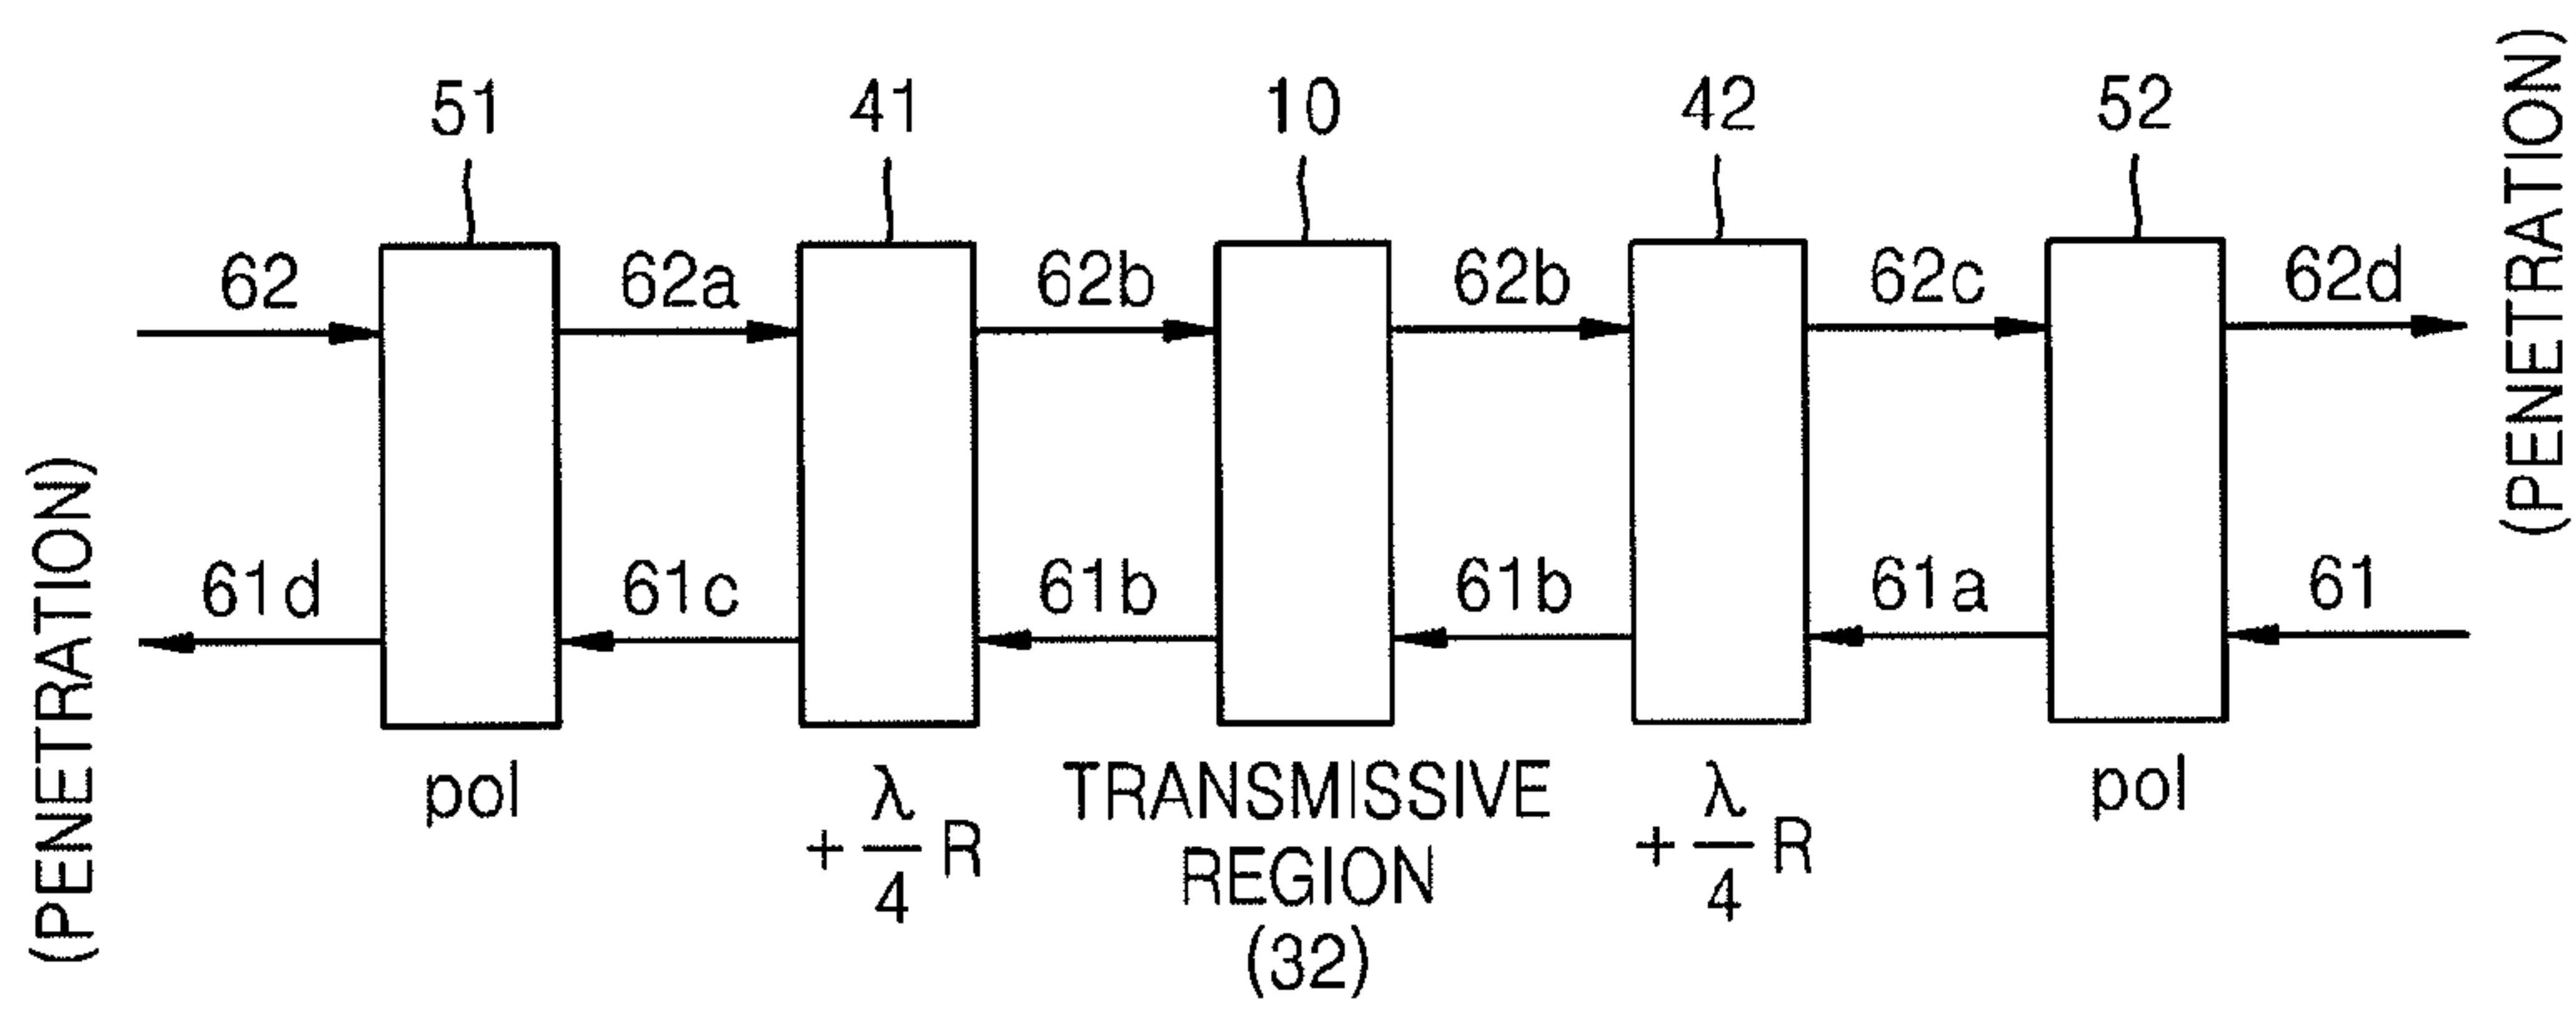 51 41 10 42 52
62 62a 62b 62b 62c 62d
(PENETRATION)
61d 61c 61b 61b 61a 61
(PENETRATION)
pol
+ λ/4 R
TRANSMISSIVE
REGION
(32)
+ λ/4 R
pol